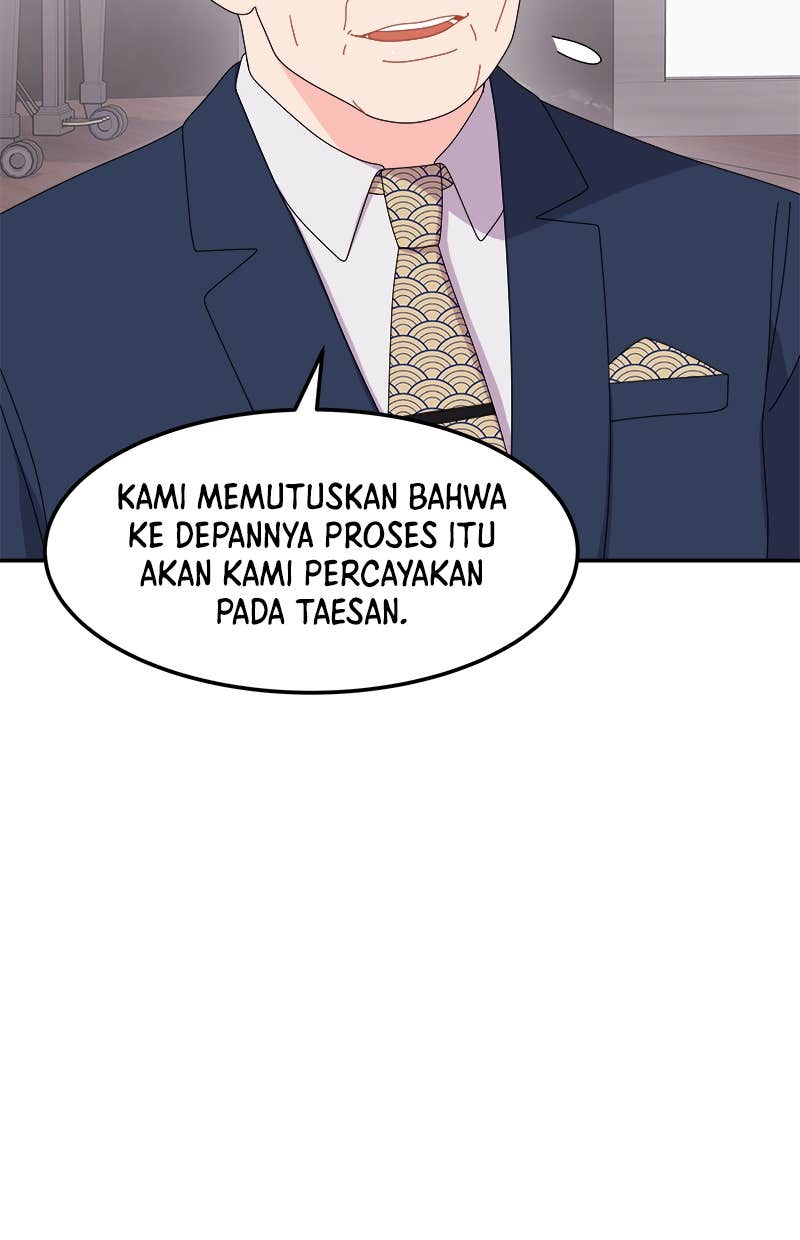 KAMI MEMUTUSKAN BAHWA
KE DEPANNYA PROSES ITU
AKAN KAMI PERCAYAKAN
PADA TAESAN.